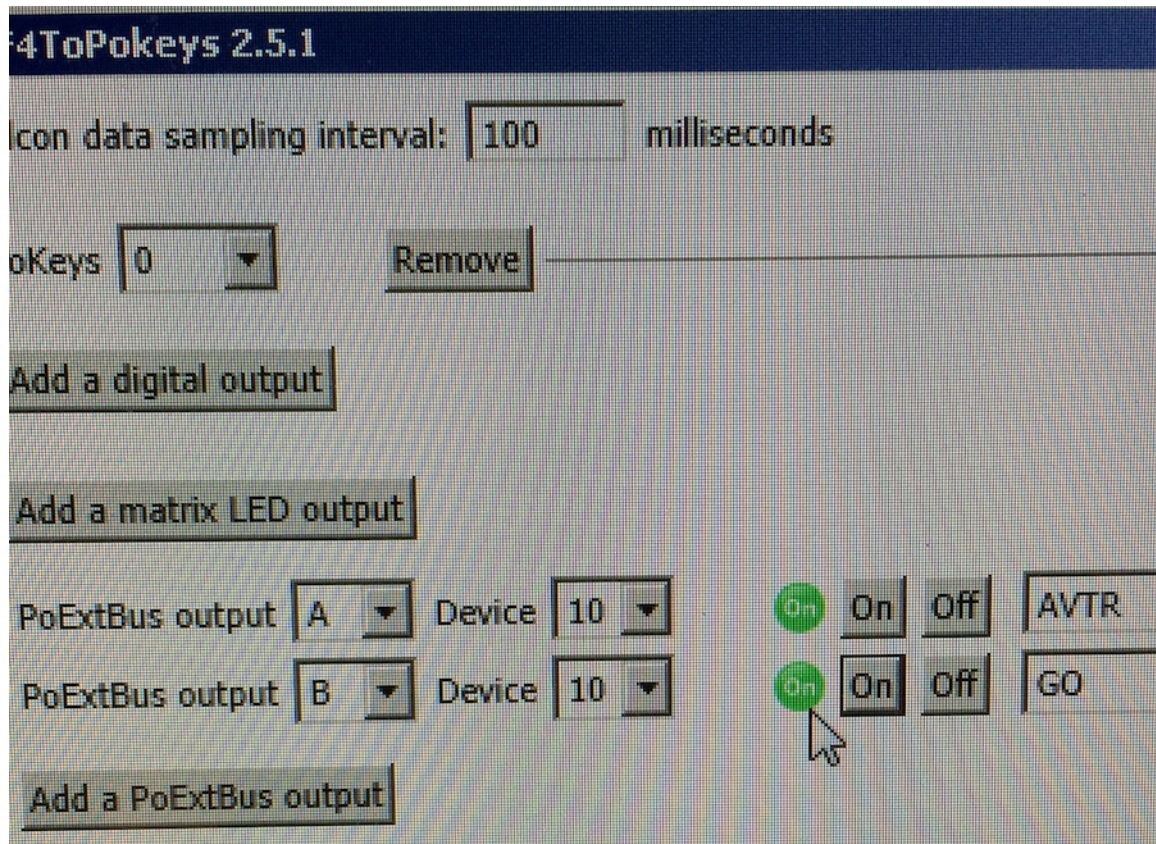 F4ToPokeys 2.5.1
lcon data sampling interval: 100 milliseconds
oKeys 0 Remove
Add a digital output
Add a matrix LED output
PoExtBus output A Device 10 On On Off AVTR
PoExtBus output B Device 10 On On Off GO
Add a PoExtBus output